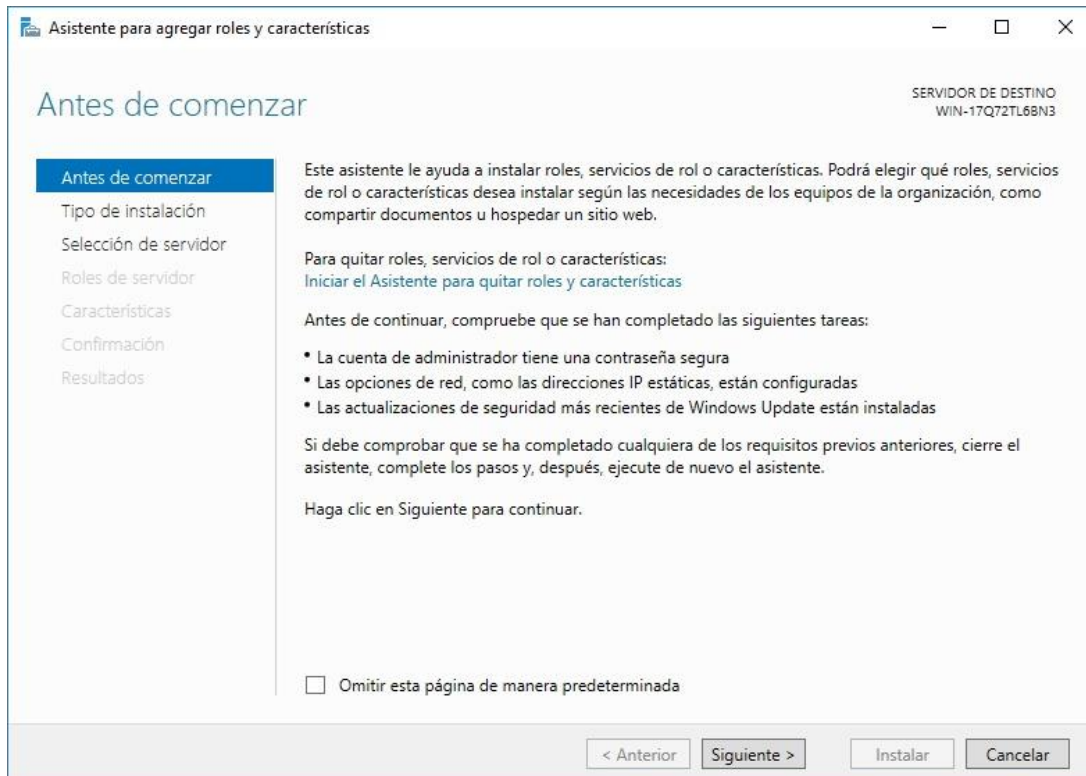 Asistente para agregar roles y características
Antes de comenzar
SERVIDOR DE DESTINO
WIN-17Q72TL6BN3
Antes de comenzar
Tipo de instalación
Selección de servidor
Roles de servidor
Características
Confirmación
Resultados
Este asistente le ayuda a instalar roles, servicios de rol o características. Podrá elegir qué roles, servicios
de rol o características desea instalar según las necesidades de los equipos de la organización, como
compartir documentos u hospedar un sitio web.
Para quitar roles, servicios de rol o características:
Iniciar el Asistente para quitar roles y características
Antes de continuar, compruebe que se han completado las siguientes tareas:
• La cuenta de administrador tiene una contraseña segura
• Las opciones de red, como las direcciones IP estáticas, están configuradas
• Las actualizaciones de seguridad más recientes de Windows Update están instaladas
Si debe comprobar que se ha completado cualquiera de los requisitos previos anteriores, cierre el
asistente, complete los pasos y, después, ejecute de nuevo el asistente.
Haga clic en Siguiente para continuar.
Omitir esta página de manera predeterminada
< Anterior
Siguiente >
Instalar
Cancelar